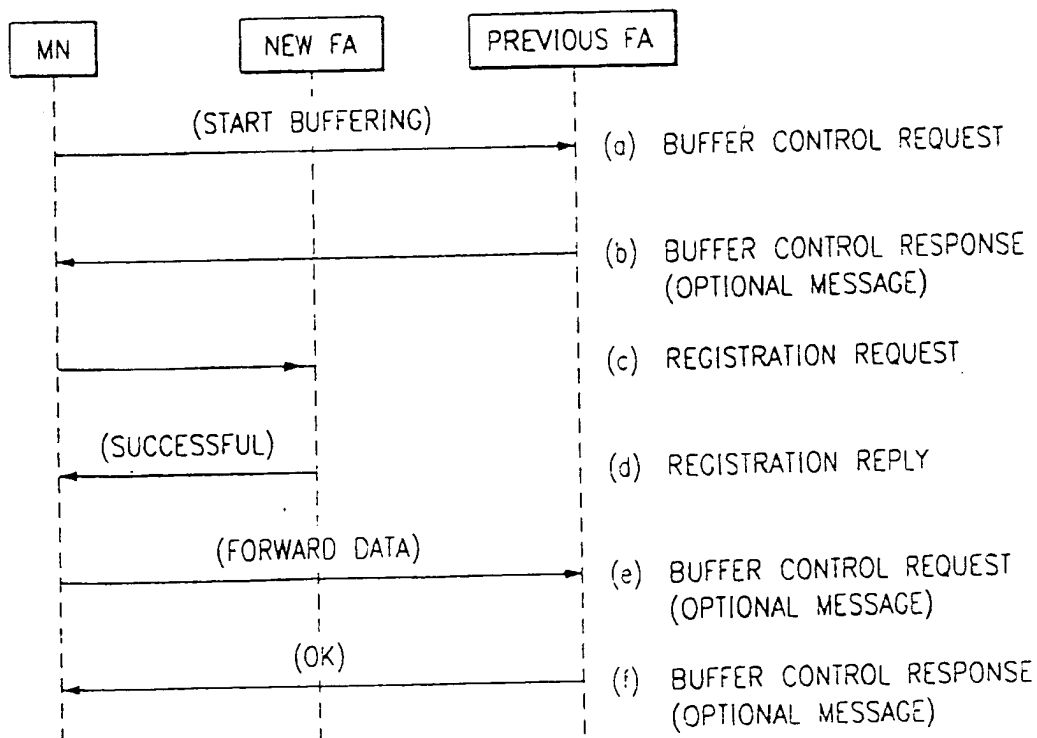 MN
NEW FA
PREVIOUS FA
(START BUFFERING)
(a) BUFFER CONTROL REQUEST
(b) BUFFER CONTROL RESPONSE
(OPTIONAL MESSAGE)
(c) REGISTRATION REQUEST
(SUCCESSFUL)
(d) REGISTRATION REPLY
(FORWARD DATA)
(e) BUFFER CONTROL REQUEST
(OPTIONAL MESSAGE)
(OK)
(f) BUFFER CONTROL RESPONSE
(OPTIONAL MESSAGE)